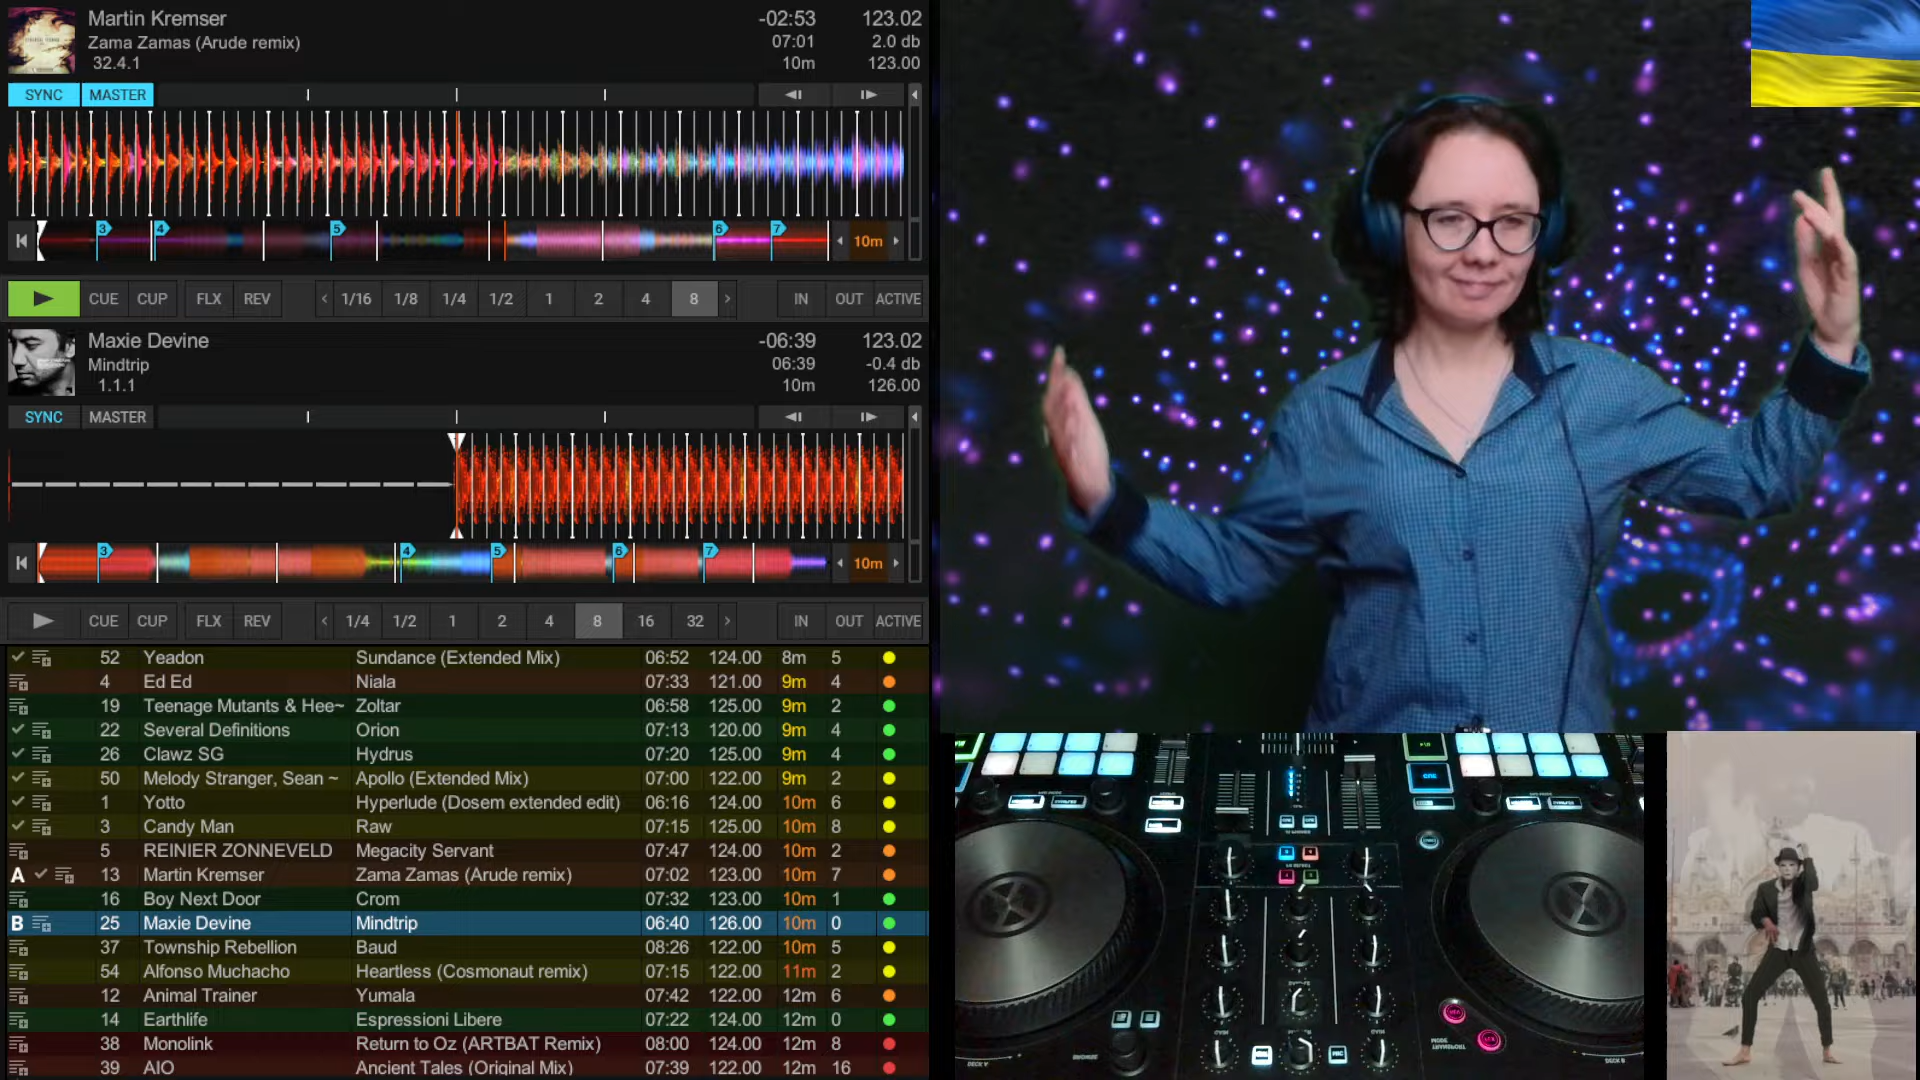 Martin Kremser -02:53 123.02
Zama Zamas (Arude remix) 07:01 2.0 db
32.4.1 10m 123.00
SYNC MASTER
3 4 5 6 7 10m
CUE CUP FLX REV 1/16 1/8 1/4 1/2 1 2 4 8 IN OUT ACTIVE
Maxie Devine -06:39 123.02
Mindtrip 06:39 -0.4 db
1.1.1 10m 126.00
SYNC MASTER
3 4 5 6 7 10m
CUE CUP FLX REV 1/4 1/2 1 2 4 8 16 32 IN OUT ACTIVE
52 Yeadon Sundance (Extended Mix) 06:52 124.00 8m 5
4 Ed Ed Niala 07:33 121.00 9m 4
19 Teenage Mutants & Hee~ Zoltar 06:58 125.00 9m 2
22 Several Definitions Orion 07:13 120.00 9m 4
26 Clawz SG Hydrus 07:20 125.00 9m 4
50 Melody Stranger, Sean ~ Apollo (Extended Mix) 07:00 122.00 9m 2
1 Yotto Hyperlude (Dosem extended edit) 06:16 124.00 10m 6
3 Candy Man Raw 07:15 125.00 10m 8
5 REINIER ZONNEVELD Megacity Servant 07:47 124.00 10m 2
A 13 Martin Kremser Zama Zamas (Arude remix) 07:02 123.00 10m 7
16 Boy Next Door Crom 07:32 123.00 10m 1
B 25 Maxie Devine Mindtrip 06:40 126.00 10m 0
37 Township Rebellion Baud 08:26 122.00 10m 5
54 Alfonso Muchacho Heartless (Cosmonaut remix) 07:15 122.00 11m 2
12 Animal Trainer Yumala 07:42 122.00 12m 6
14 Earthlife Espressioni Libere 07:22 124.00 12m 0
38 Monolink Return to Oz (ARTBAT Remix) 08:00 124.00 12m 8
39 AIO Ancient Tales (Original Mix) 07:39 122.00 12m 16